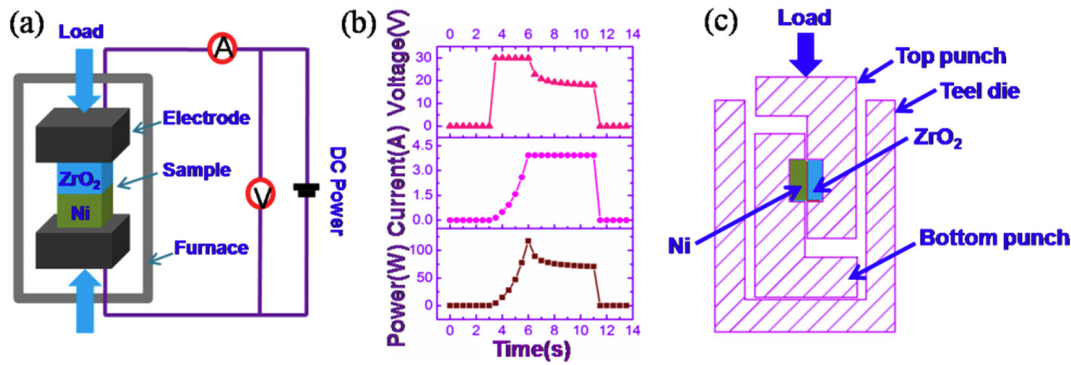 (a)
Load
A
Electrode
ZrO2
Sample
Ni
V
DC Power
Furnace
(b)
0 2 4 6 8 10 12 14
Voltage(V)
30
20
10
0
Current(A)
4.5
3.0
1.5
0.0
Power(W)
100
50
0
0 2 4 6 8 10 12 14
Time(s)
(c)
Load
Top punch
Teel die
ZrO2
Ni
Bottom punch